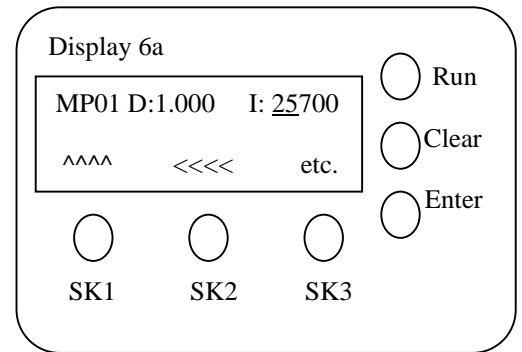 Display 6a
MP01 D:1.000 I: 25700
^^^^ <<<< etc.
Run
Clear
Enter
SK1 SK2 SK3